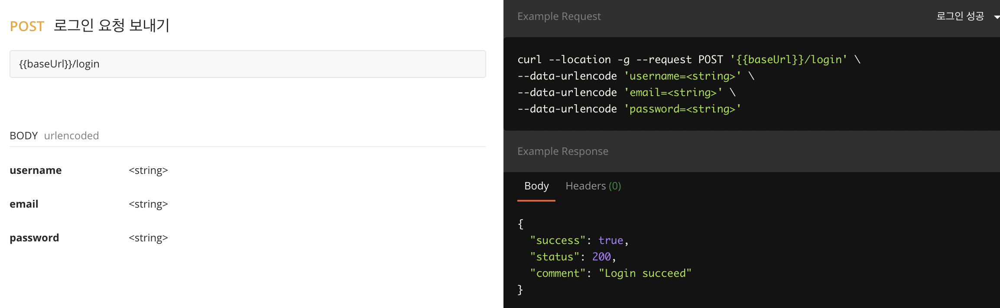 POST 로그인 요청 보내기
{{baseUrl}}/login
BODY urlencoded
username <string>
email <string>
password <string>
Example Request 로그인 성공
curl --location -g --request POST '{{baseUrl}}/login' \
--data-urlencode 'username=<string>' \
--data-urlencode 'email=<string>' \
--data-urlencode 'password=<string>'
Example Response
Body Headers (0)
{
  "success": true,
  "status": 200,
  "comment": "Login succeed"
}